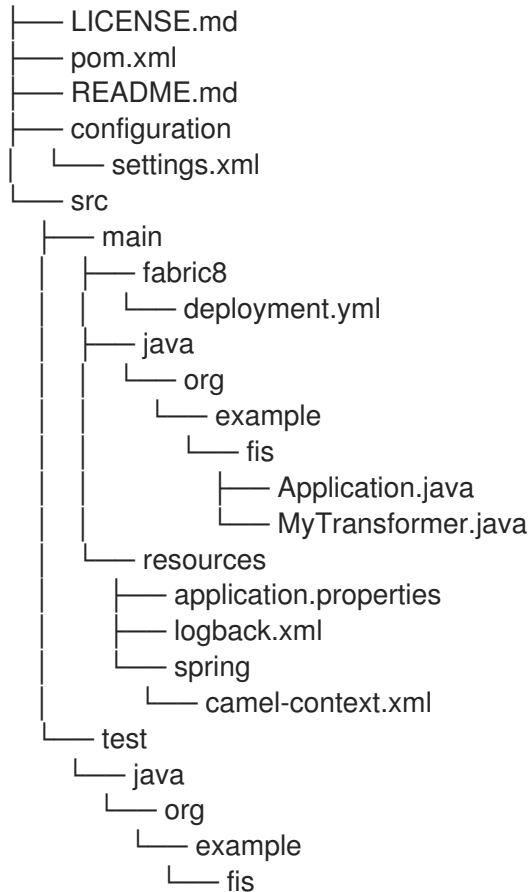 ├── LICENSE.md
├── pom.xml
├── README.md
├── configuration
│   └── settings.xml
└── src
    ├── main
    │   ├── fabric8
    │   │   └── deployment.yml
    │   ├── java
    │   │   └── org
    │   │       └── example
    │   │           └── fis
    │   │               ├── Application.java
    │   │               └── MyTransformer.java
    │   └── resources
    │       ├── application.properties
    │       ├── logback.xml
    │       └── spring
    │           └── camel-context.xml
    └── test
        └── java
            └── org
                └── example
                    └── fis